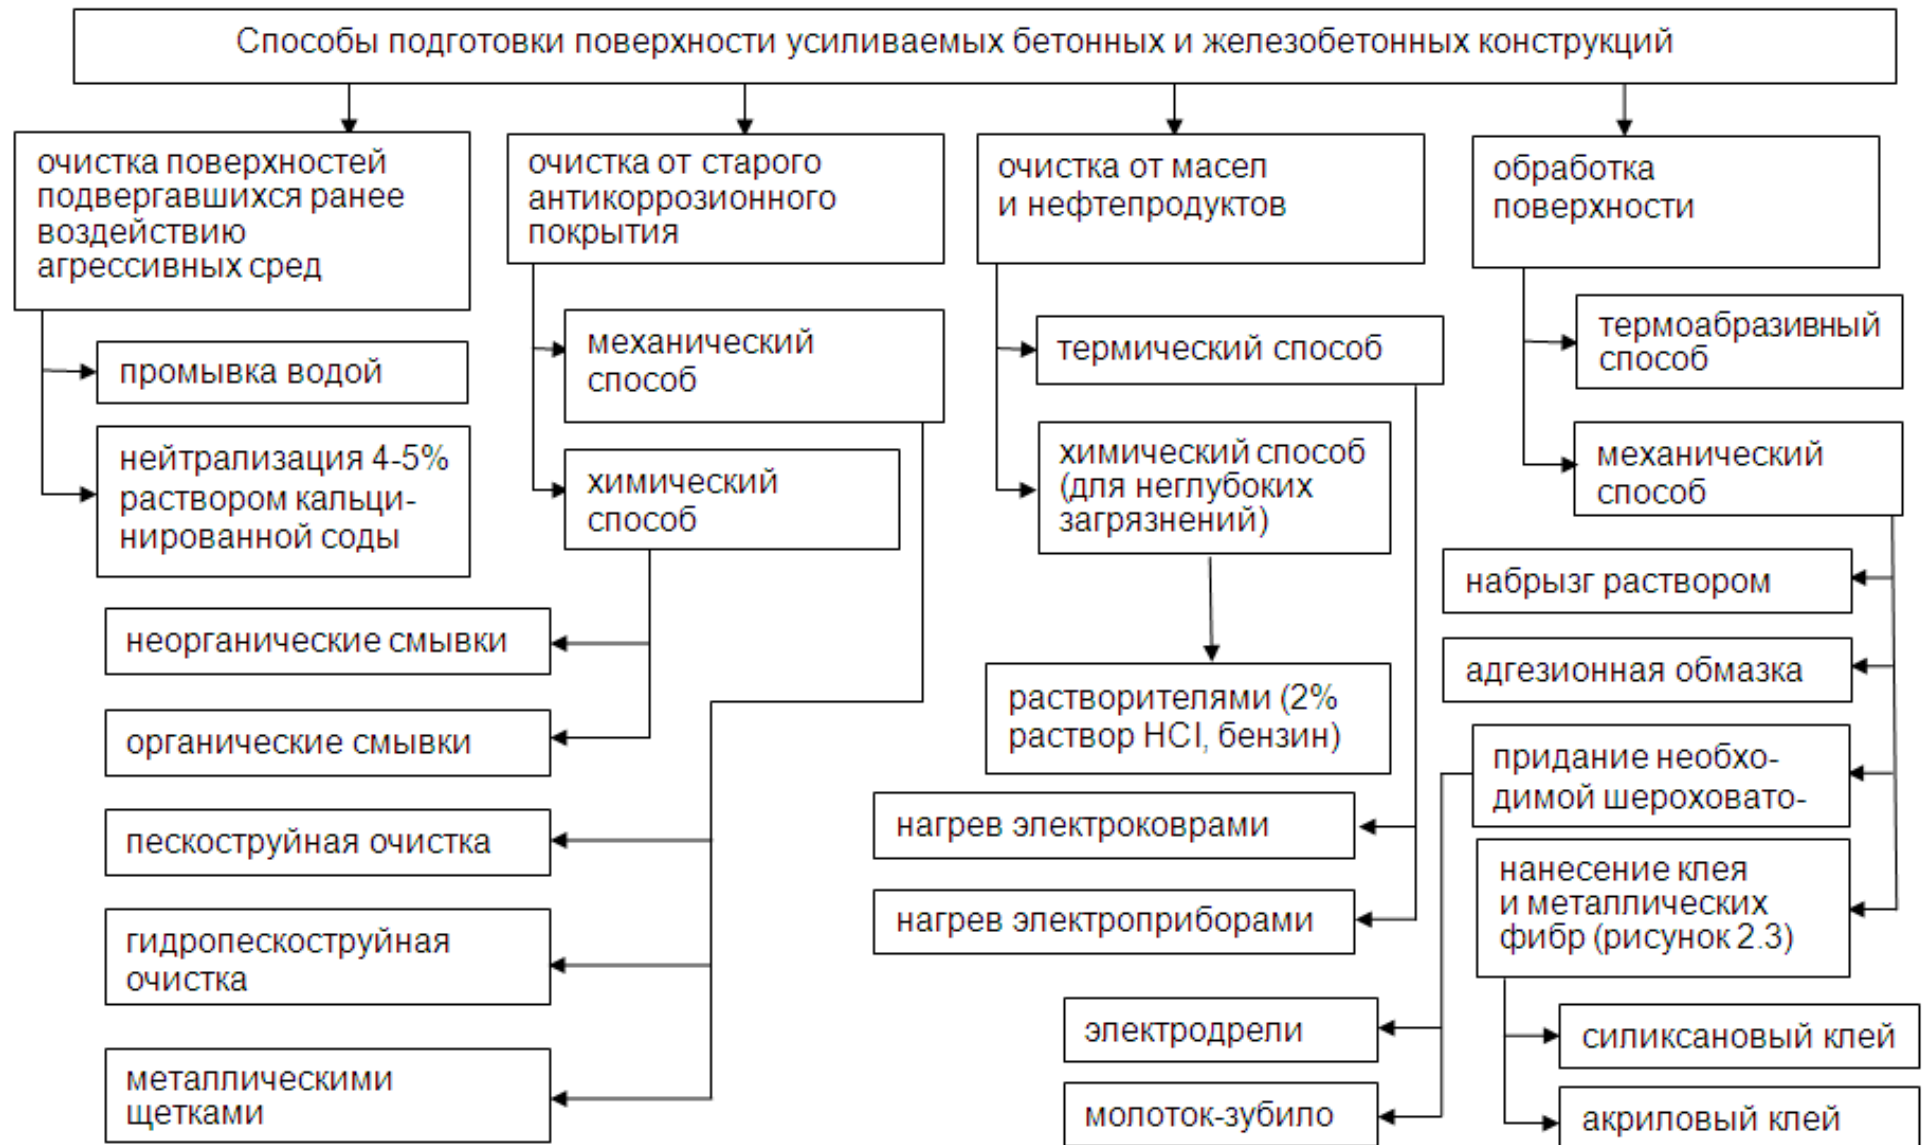 Способы подготовки поверхности усиливаемых бетонных и железобетонных конструкций
очистка поверхностей
подвергавшихся ранее
воздействию
агрессивных сред
промывка водой
нейтрализация 4-5%
раствором кальци-
нированной соды
очистка от старого
антикоррозионного
покрытия
механический
способ
химический
способ
неорганические смывки
органические смывки
пескоструйная очистка
гидропескоструйная
очистка
металлическими
щетками
очистка от масел
и нефтепродуктов
термический способ
химический способ
(для неглубоких
загрязнений)
растворителями (2%
раствор HCl, бензин)
нагрев электроковрами
нагрев электроприборами
обработка
поверхности
термоабразивный
способ
механический
способ
набрызг раствором
адгезионная обмазка
придание необхо-
димой шероховато-
нанесение клея
и металлических
фибр (рисунок 2.3)
электродрели
молоток-зубило
силиксановый клей
акриловый клей